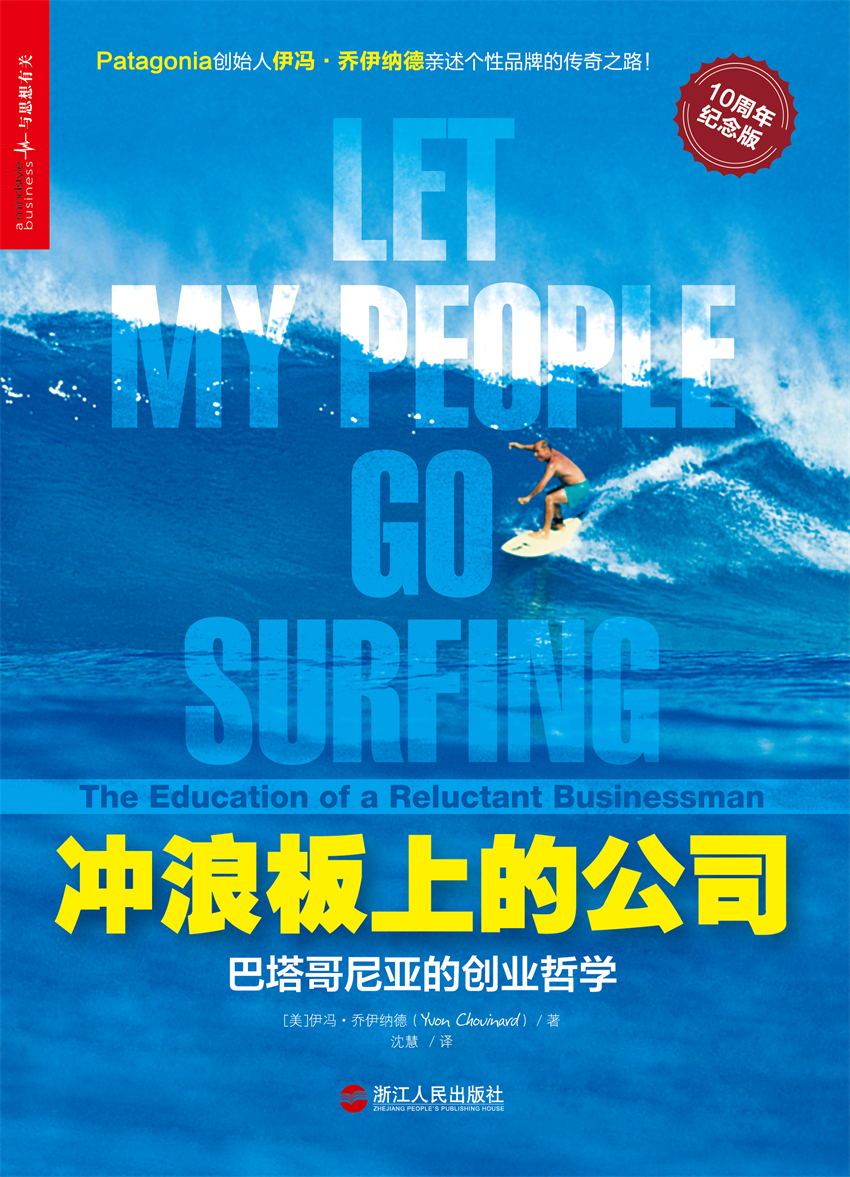 Patagonia创始人伊冯·乔伊纳德亲述个性品牌的传奇之路！
10周年
纪念版
a mindstyle business
与思想有关
LET
MY PEOPLE
GO
SURFING
The Education of a Reluctant Businessman
冲浪板上的公司
巴塔哥尼亚的创业哲学
［美］伊冯·乔伊纳德（Yvon Chouinard）/ 著
沈慧 / 译
浙江人民出版社
ZHEJIANG PEOPLE'S PUBLISHING HOUSE